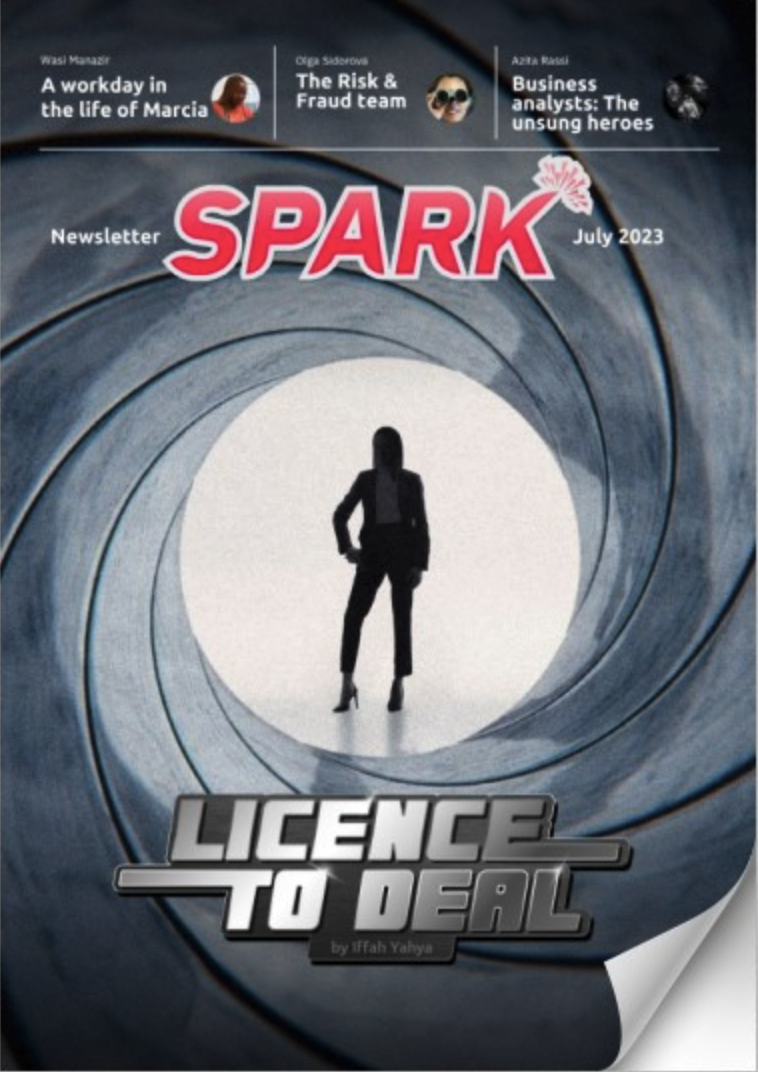 Wasi Manazir
A workday in
the life of Marcia
Olga Sidorova
The Risk &
Fraud team
Azita Rassi
Business
analysts: The
unsung heroes
Newsletter
SPARK
July 2023
LICENCE
TO DEAL
by Iffah Yahya